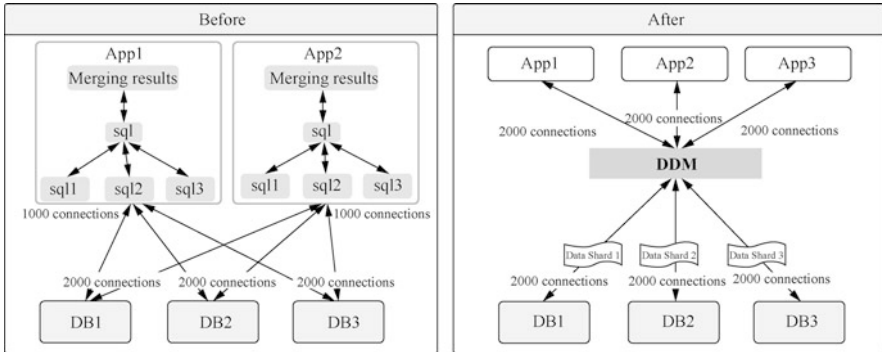 Before
App1
App2
Merging results
Merging results
sql
sql
sql1
sql2
sql3
sql1
sql2
sql3
1000 connections
1000 connections
2000 connections
2000 connections
2000 connections
DB1
DB2
DB3
After
App1
App2
App3
2000 connections
2000 connections
2000 connections
DDM
Data Shard 1
Data Shard 2
Data Shard 3
2000 connections
2000 connections
2000 connections
DB1
DB2
DB3